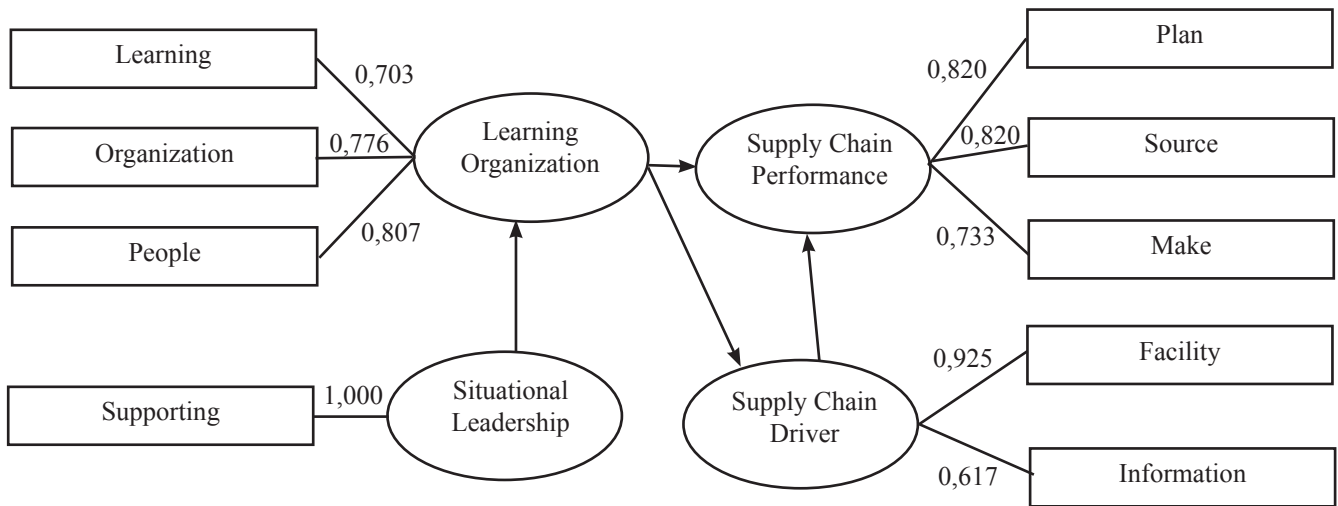 Learning
0,703
Organization
0,776
People
0,807
Learning
Organization
Supporting
1,000
Situational
Leadership
Supply Chain
Performance
Supply Chain
Driver
0,820
Plan
0,820
Source
0,733
Make
0,925
Facility
0,617
Information